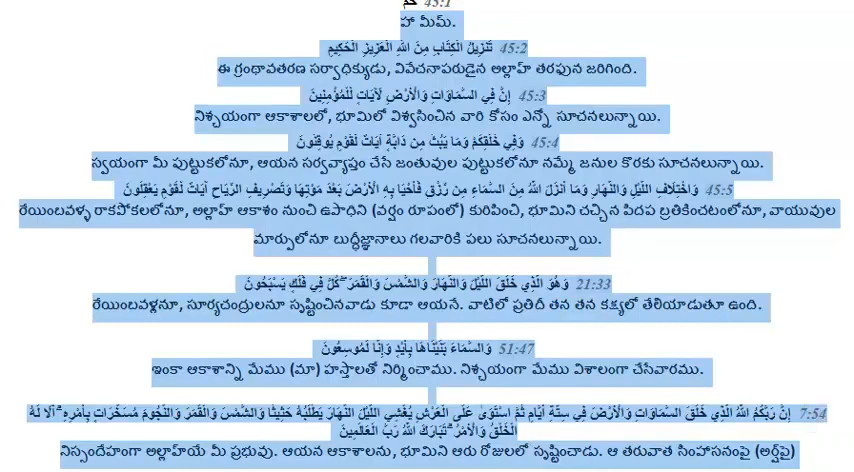 حم 45:1
హా మీమ్.
45:2 تَنْزِيلُ الْكِتَابِ مِنَ اللَّهِ الْعَزِيزِ الْحَكِيمِ
ఈ గ్రంథావతరణ సర్వాధిక్యుడు, వివేచనాపరుడైన అల్లాహ్ తరఫున జరిగింది.
45:3 إِنَّ فِي السَّمَاوَاتِ وَالْأَرْضِ لَآيَاتٍ لِّلْمُؤْمِنِينَ
నిశ్చయంగా ఆకాశాలలో, భూమిలో విశ్వసించిన వారి కోసం ఎన్నో సూచనలున్నాయి.
45:4 وَفِي خَلْقِكُمْ وَمَا يَبُثُّ مِن دَابَّةٍ آيَاتٌ لِّقَوْمٍ يُوقِنُونَ
స్వయంగా మీ పుట్టుకలోనూ, ఆయన సర్వవ్యాప్తం చేసే జంతువుల పుట్టుకలోనూ నమ్మే జనుల కొరకు సూచనలున్నాయి.
45:5 وَاخْتِلَافِ اللَّيْلِ وَالنَّهَارِ وَمَا أَنزَلَ اللَّهُ مِنَ السَّمَاءِ مِن رِّزْقٍ فَأَحْيَا بِهِ الْأَرْضَ بَعْدَ مَوْتِهَا وَتَصْرِيفِ الرِّيَاحِ آيَاتٌ لِّقَوْمٍ يَعْقِلُونَ
రేయింబవళ్ళ రాకపోకలలోనూ, అల్లాహ్ ఆకాశం నుంచి ఉపాధిని (వర్షం రూపంలో) కురిపించి, భూమిని చచ్చిన పిదప బ్రతికించటంలోనూ, వాయువుల
మార్పులోనూ బుద్ధీజ్ఞానాలు గలవారికి పలు సూచనలున్నాయి.
21:33 وَهُوَ الَّذِي خَلَقَ اللَّيْلَ وَالنَّهَارَ وَالشَّمْسَ وَالْقَمَرَ ۖ كُلٌّ فِي فَلَكٍ يَسْبَحُونَ
రేయింబవళ్లనూ, సూర్యచంద్రులనూ సృష్టించినవాడు కూడా ఆయనే. వాటిలో ప్రతిదీ తన తన కక్ష్యలో తేలియాడుతూ ఉంది.
51:47 وَالسَّمَاءَ بَنَيْنَاهَا بِأَيْدٍ وَإِنَّا لَمُوسِعُونَ
ఇంకా ఆకాశాన్ని మేము (మా) హస్తాలతో నిర్మించాము. నిశ్చయంగా మేము విశాలంగా చేసేవారము.
7:54 إِنَّ رَبَّكُمُ اللَّهُ الَّذِي خَلَقَ السَّمَاوَاتِ وَالْأَرْضَ فِي سِتَّةِ أَيَّامٍ ثُمَّ اسْتَوَىٰ عَلَى الْعَرْشِ يُغْشِي اللَّيْلَ النَّهَارَ يَطْلُبُهُ حَثِيثًا وَالشَّمْسَ وَالْقَمَرَ وَالنُّجُومَ مُسَخَّرَاتٍ بِأَمْرِهِ ۗ أَلَا لَهُ
الْخَلْقُ وَالْأَمْرُ ۗ تَبَارَكَ اللَّهُ رَبُّ الْعَالَمِينَ
నిస్సందేహంగా అల్లాహ్‌యే మీ ప్రభువు. ఆయన ఆకాశాలను, భూమిని ఆరు రోజులలో సృష్టించాడు. ఆ తరువాత సింహాసనంపై (అర్ష్‌పై)